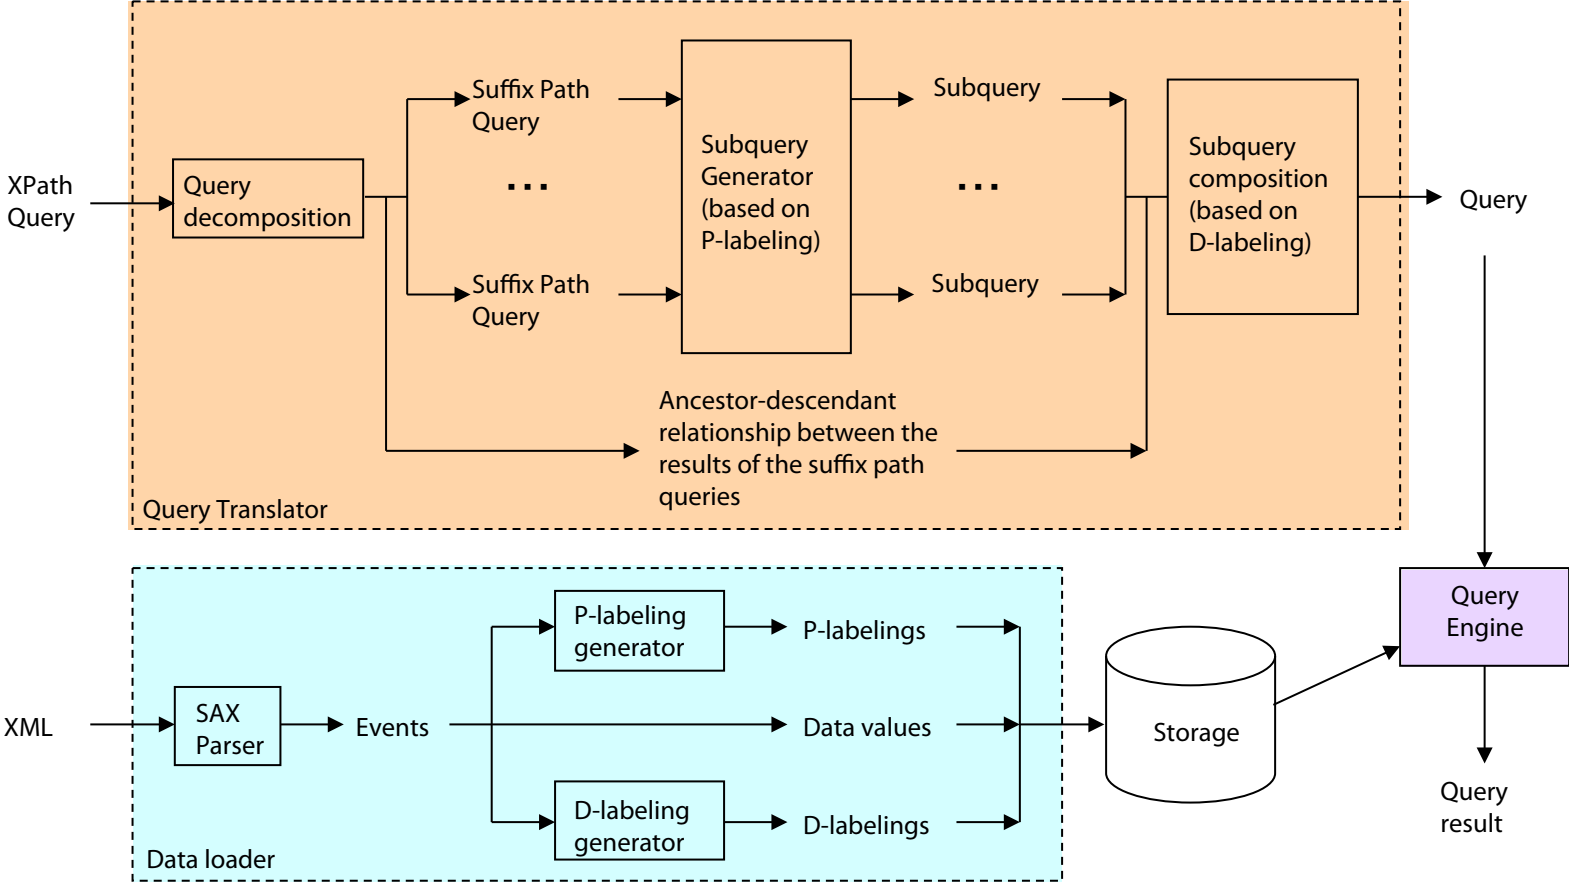 XPath
Query
Query
decomposition
Suffix Path
Query
...
Suffix Path
Query
Subquery
Generator
(based on
P-labeling)
Subquery
...
Subquery
Subquery
composition
(based on
D-labeling)
Query
Ancestor-descendant
relationship between the
results of the suffix path
queries
Query Translator
XML
SAX
Parser
Events
P-labeling
generator
P-labelings
Data values
D-labeling
generator
D-labelings
Data loader
Storage
Query
Engine
Query
result